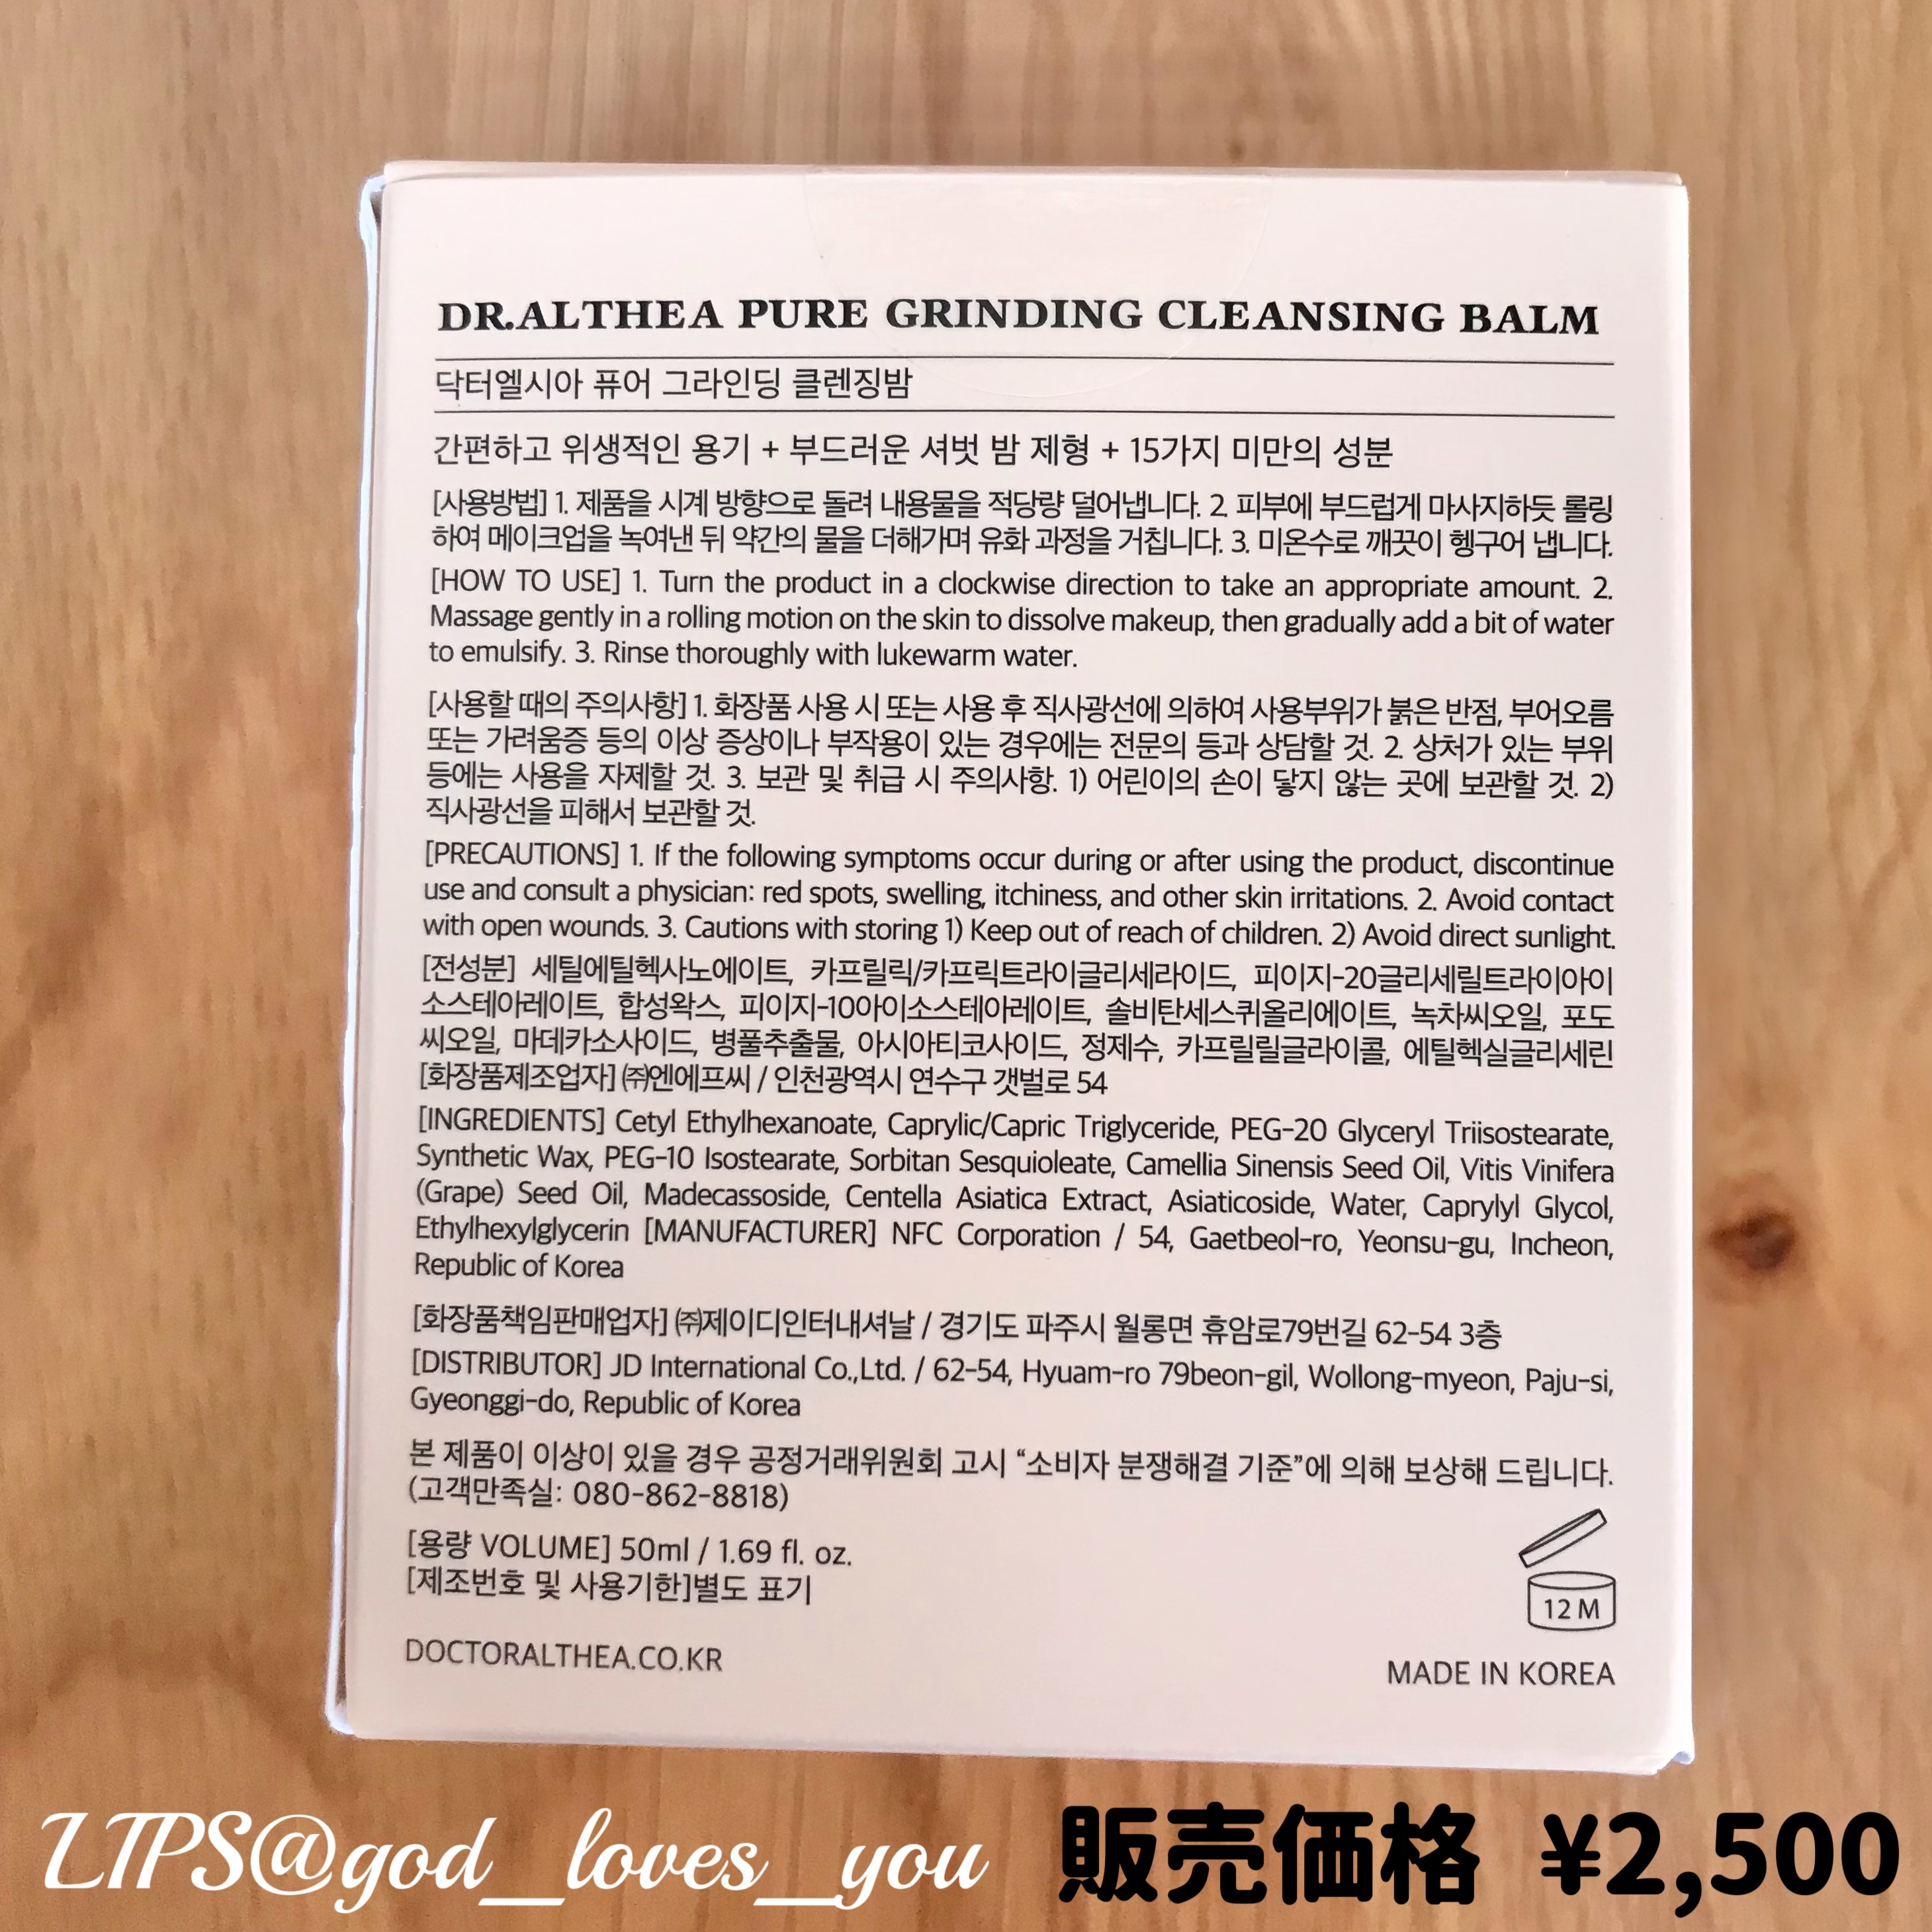 DR.ALTHEA PURE GRINDING CLEANSING BALM
닥터엘시아 퓨어 그라인딩 클렌징밤
간편하고 위생적인 용기 + 부드러운 셔벗 밤 제형 + 15가지 미만의 성분
[사용방법] 1. 제품을 시계 방향으로 돌려 내용물을 적당량 덜어냅니다. 2. 피부에 부드럽게 마사지하듯 롤링
하여 메이크업을 녹여낸 뒤 약간의 물을 더해가며 유화 과정을 거칩니다. 3. 미온수로 깨끗이 헹구어 냅니다.
[HOW TO USE] 1. Turn the product in a clockwise direction to take an appropriate amount. 2.
Massage gently in a rolling motion on the skin to dissolve makeup, then gradually add a bit of water
to emulsify. 3. Rinse thoroughly with lukewarm water.
[사용할 때의 주의사항] 1. 화장품 사용 시 또는 사용 후 직사광선에 의하여 사용부위가 붉은 반점, 부어오름
또는 가려움증 등의 이상 증상이나 부작용이 있는 경우에는 전문의 등과 상담할 것. 2. 상처가 있는 부위
등에는 사용을 자제할 것. 3. 보관 및 취급 시 주의사항. 1) 어린이의 손이 닿지 않는 곳에 보관할 것. 2)
직사광선을 피해서 보관할 것.
[PRECAUTIONS] 1. If the following symptoms occur during or after using the product, discontinue
use and consult a physician: red spots, swelling, itchiness, and other skin irritations. 2. Avoid contact
with open wounds. 3. Cautions with storing 1) Keep out of reach of children. 2) Avoid direct sunlight.
[전성분] 세틸에틸헥사노에이트, 카프릴릭/카프릭트라이글리세라이드, 피이지-20글리세릴트라이아이
소스테아레이트, 합성왁스, 피이지-10아이소스테아레이트, 솔비탄세스퀴올리에이트, 녹차씨오일, 포도
씨오일, 마데카소사이드, 병풀추출물, 아시아티코사이드, 정제수, 카프릴릴글라이콜, 에틸헥실글리세린
[화장품제조업자] ㈜엔에프씨 / 인천광역시 연수구 갯벌로 54
[INGREDIENTS] Cetyl Ethylhexanoate, Caprylic/Capric Triglyceride, PEG-20 Glyceryl Triisostearate,
Synthetic Wax, PEG-10 Isostearate, Sorbitan Sesquioleate, Camellia Sinensis Seed Oil, Vitis Vinifera
(Grape) Seed Oil, Madecassoside, Centella Asiatica Extract, Asiaticoside, Water, Caprylyl Glycol,
Ethylhexylglycerin [MANUFACTURER] NFC Corporation / 54, Gaetbeol-ro, Yeonsu-gu, Incheon,
Republic of Korea
[화장품책임판매업자] ㈜제이디인터내셔날 / 경기도 파주시 월롱면 휴암로79번길 62-54 3층
[DISTRIBUTOR] JD International Co.,Ltd. / 62-54, Hyuam-ro 79beon-gil, Wollong-myeon, Paju-si,
Gyeonggi-do, Republic of Korea
본 제품이 이상이 있을 경우 공정거래위원회 고시 “소비자 분쟁해결 기준”에 의해 보상해 드립니다.
(고객만족실: 080-862-8818)
[용량 VOLUME] 50ml / 1.69 fl. oz.
[제조번호 및 사용기한]별도 표기
12 M
DOCTORALTHEA.CO.KR
MADE IN KOREA
LIPS@god_loves_you
販売価格 ¥2,500